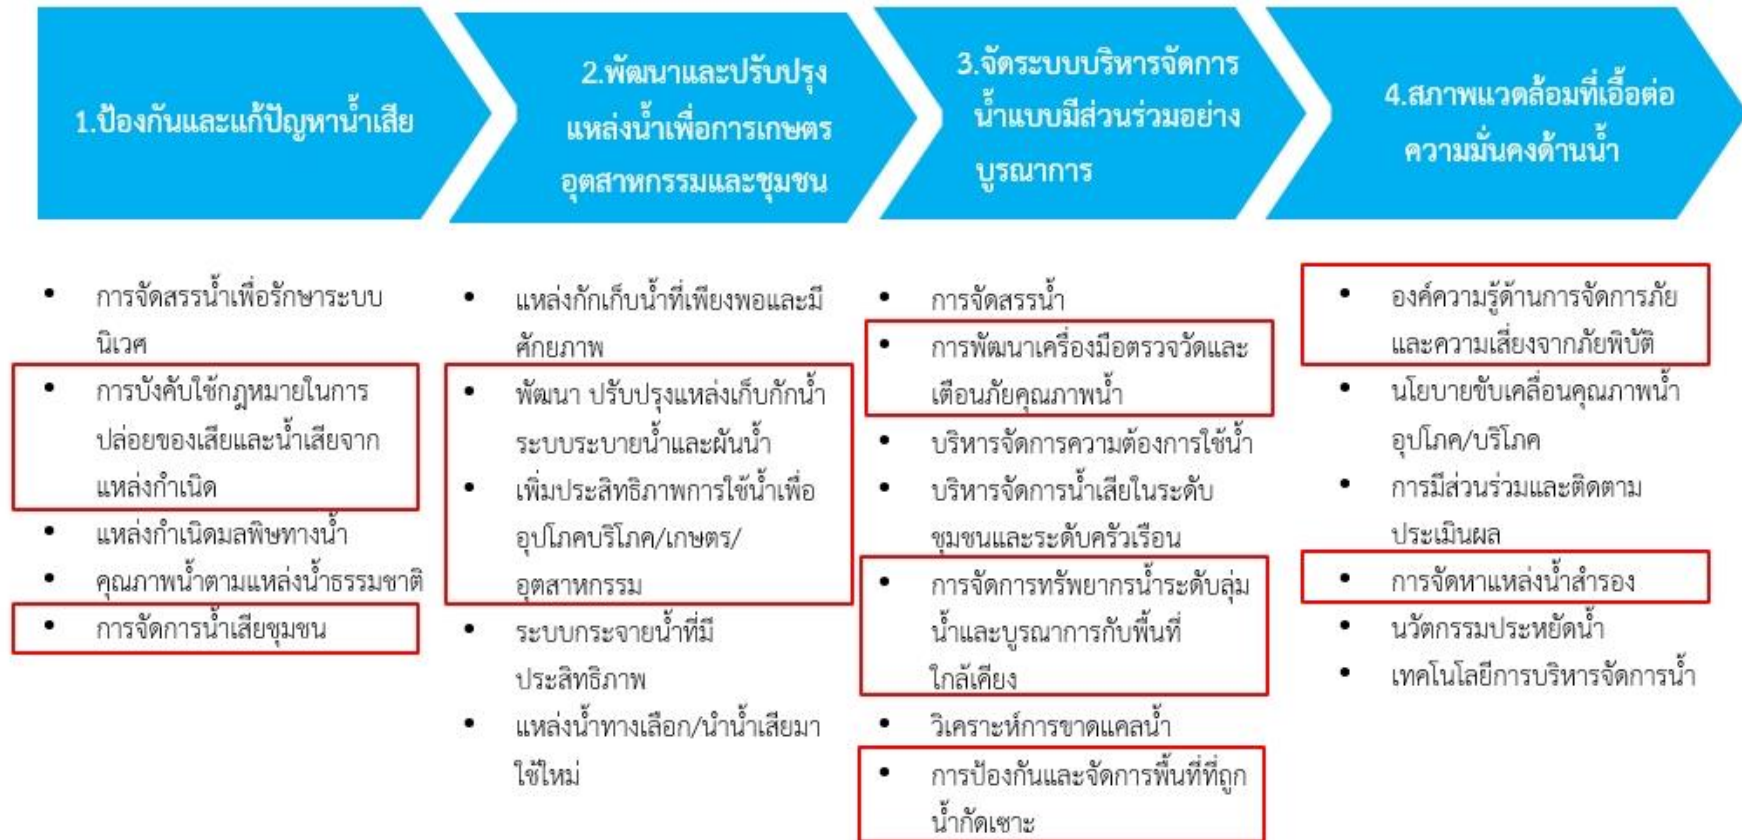 1.ป้องกันและแก้ปัญหาน้ำเสีย
2.พัฒนาและปรับปรุง
แหล่งน้ำเพื่อการเกษตร
อุตสาหกรรมและชุมชน
3.จัดระบบบริหารจัดการ
น้ำแบบมีส่วนร่วมอย่าง
บูรณาการ
4.สภาพแวดล้อมที่เอื้อต่อ
ความมั่นคงด้านน้ำ
• การจัดสรรน้ำเพื่อรักษาระบบ
นิเวศ
• การบังคับใช้กฎหมายในการ
ปล่อยของเสียและน้ำเสียจาก
แหล่งกำเนิด
• แหล่งกำเนิดมลพิษทางน้ำ
• คุณภาพน้ำตามแหล่งน้ำธรรมชาติ
• การจัดการน้ำเสียชุมชน
• แหล่งกักเก็บน้ำที่เพียงพอและมี
ศักยภาพ
• พัฒนา ปรับปรุงแหล่งเก็บกักน้ำ
ระบบระบายน้ำและผันน้ำ
• เพิ่มประสิทธิภาพการใช้น้ำเพื่อ
อุปโภคบริโภค/เกษตร/
อุตสาหกรรม
• ระบบกระจายน้ำที่มี
ประสิทธิภาพ
• แหล่งน้ำทางเลือก/นำน้ำเสียมา
ใช้ใหม่
• การจัดสรรน้ำ
• การพัฒนาเครื่องมือตรวจวัดและ
เตือนภัยคุณภาพน้ำ
• บริหารจัดการความต้องการใช้น้ำ
• บริหารจัดการน้ำเสียในระดับ
ชุมชนและระดับครัวเรือน
• การจัดการทรัพยากรน้ำระดับลุ่ม
น้ำและบูรณาการกับพื้นที่
ใกล้เคียง
• วิเคราะห์การขาดแคลน้ำ
• การป้องกันและจัดการพื้นที่ที่ถูก
น้ำกัดเซาะ
• องค์ความรู้ด้านการจัดการภัย
และความเสี่ยงจากภัยพิบัติ
• นโยบายขับเคลื่อนคุณภาพน้ำ
อุปโภค/บริโภค
• การมีส่วนร่วมและติดตาม
ประเมินผล
• การจัดหาแหล่งน้ำสำรอง
• นวัตกรรมประหยัดน้ำ
• เทคโนโลยีการบริหารจัดการน้ำ